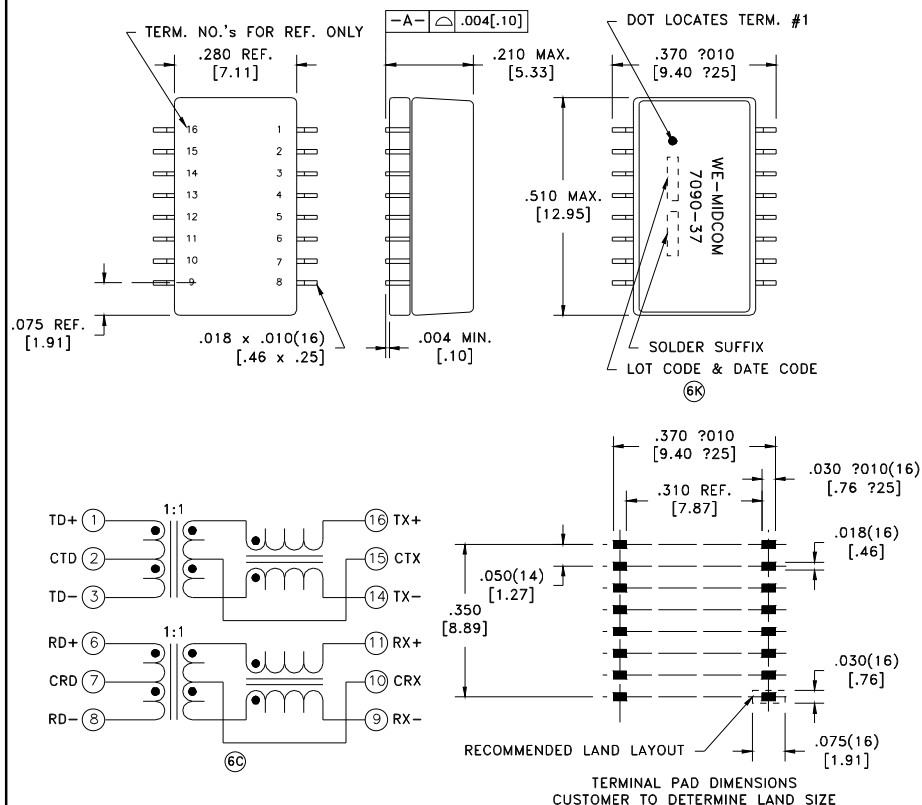 TERM. NO.'s FOR REF. ONLY
.280 REF.
[7.11]
16
15
14
13
12
11
10
9
1
2
3
4
5
6
7
8
.075 REF.
[1.91]
.018 x .010(16)
[.46 x .25]
-A- ⌓ .004[.10]
.210 MAX.
[5.33]
.004 MIN.
[.10]
DOT LOCATES TERM. #1
.370 ?010
[9.40 ?25]
.510 MAX.
[12.95]
WE-MIDCOM
7090-37
SOLDER SUFFIX
LOT CODE & DATE CODE
6K
1:1
TD+ 1
CTD 2
TD- 3
16 TX+
15 CTX
14 TX-
1:1
RD+ 6
CRD 7
RD- 8
11 RX+
10 CRX
9 RX-
6C
.370 ?010
[9.40 ?25]
.310 REF.
[7.87]
.030 ?010(16)
[.76 ?25]
.018(16)
[.46]
.050(14)
[1.27]
.350
[8.89]
.030(16)
[.76]
.075(16)
[1.91]
RECOMMENDED LAND LAYOUT
TERMINAL PAD DIMENSIONS
CUSTOMER TO DETERMINE LAND SIZE